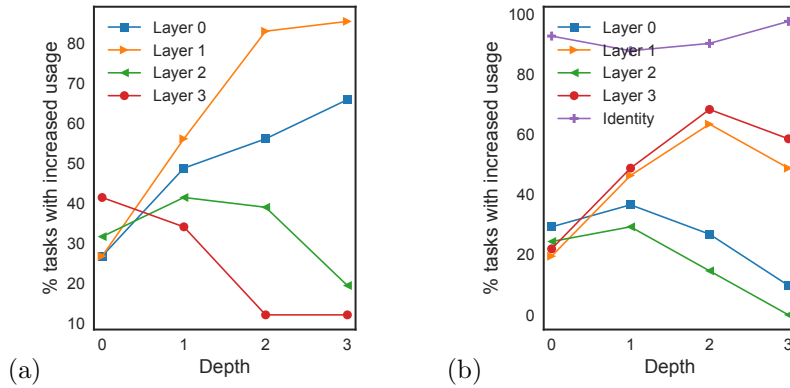 % tasks with increased usage
80
70
60
50
40
30
20
10
Layer 0
Layer 1
Layer 2
Layer 3
0 1 2 3
Depth
(a)
% tasks with increased usage
100
80
60
40
20
0
Layer 0
Layer 1
Layer 2
Layer 3
Identity
0 1 2 3
Depth
(b)